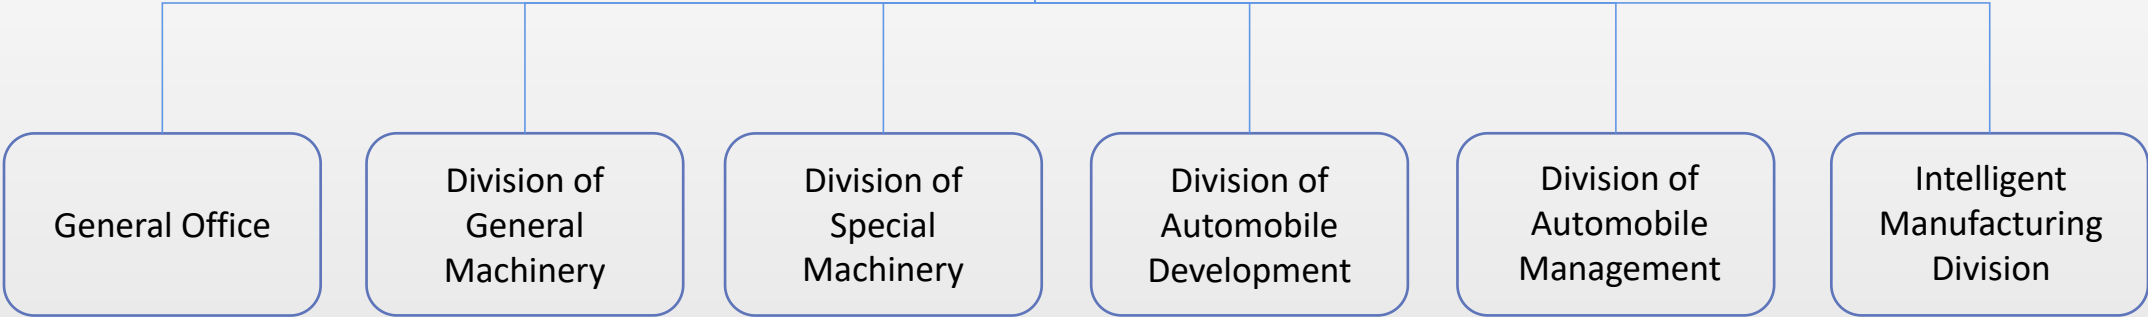 General Office
Division of
General
Machinery
Division of
Special
Machinery
Division of
Automobile
Development
Division of
Automobile
Management
Intelligent
Manufacturing
Division